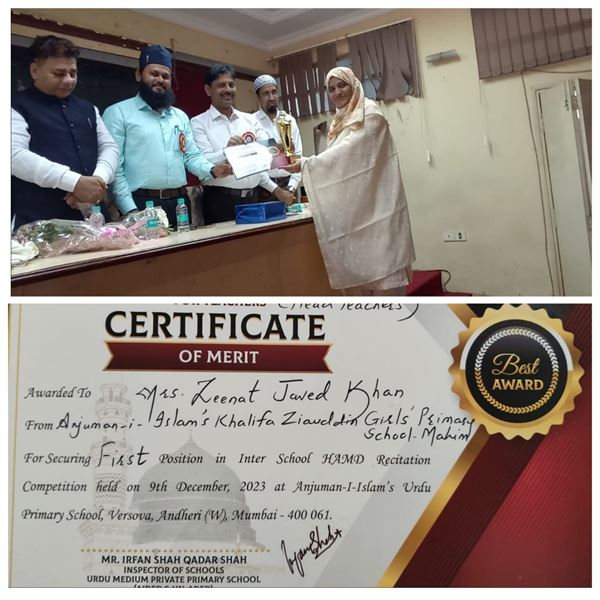 FOR TEACHERS (Head Teachers)
CERTIFICATE
OF MERIT
Best
AWARD
Awarded To Mrs. Zeenat Javed Khan
From Anjuman-i-Islam's Khalifa Ziauddin Girls' Primary
School-Mahim
For Securing First Position in Inter School HAMD Recitation
Competition held on 9th December, 2023 at Anjuman-I-Islam's Urdu
Primary School, Versova, Andheri (W), Mumbai - 400 061.
MR. IRFAN SHAH QADAR SHAH
INSPECTOR OF SCHOOLS
URDU MEDIUM PRIVATE PRIMARY SCHOOL
(AIDED & UN-AIDED)